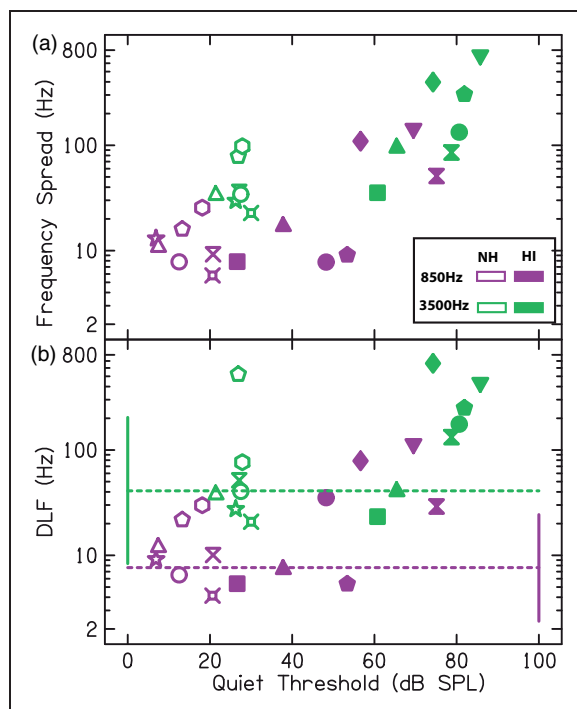 (a)
Frequency Spread (Hz)
800
100
10
2
NH HI
850Hz
3500Hz
(b)
DLF (Hz)
800
100
10
2
0 20 40 60 80 100
Quiet Threshold (dB SPL)